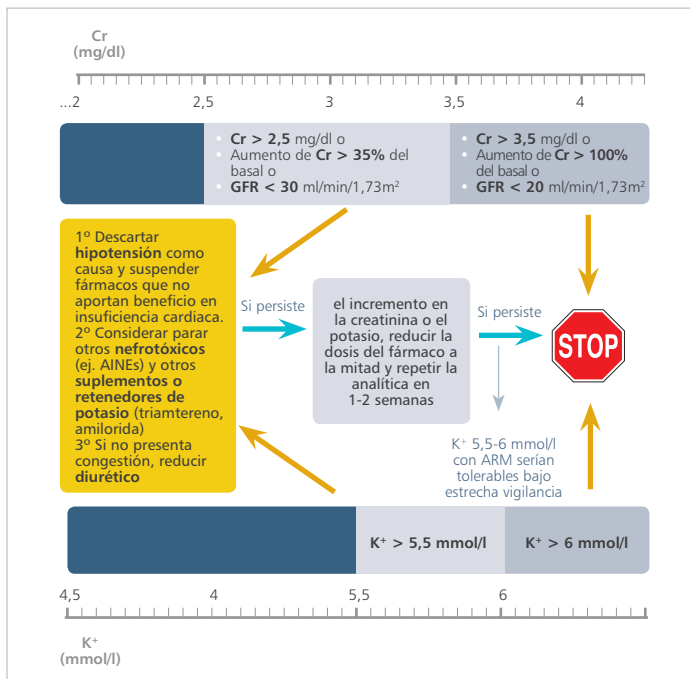 Cr
(mg/dl)
...2
2,5
3
3,5
4
• Cr > 2,5 mg/dl o
• Aumento de Cr > 35% del
basal o
• GFR < 30 ml/min/1,73m²
• Cr > 3,5 mg/dl o
• Aumento de Cr > 100%
del basal o
• GFR < 20 ml/min/1,73m²
1º Descartar
hipotensión como
causa y suspender
fármacos que no
aportan beneficio en
insuficiencia cardiaca.
2º Considerar parar
otros nefrotóxicos
(ej. AINEs) y otros
suplementos o
retenedores de
potasio (triamtereno,
amilorida)
3º Si no presenta
congestión, reducir
diurético
Si persiste
el incremento en
la creatinina o el
potasio, reducir la
dosis del fármaco a
la mitad y repetir la
analítica en
1-2 semanas
Si persiste
STOP
K⁺ 5,5-6 mmol/l
con ARM serían
tolerables bajo
estrecha vigilancia
K⁺ > 5,5 mmol/l
K⁺ > 6 mmol/l
4,5
4
5,5
6
K⁺
(mmol/l)